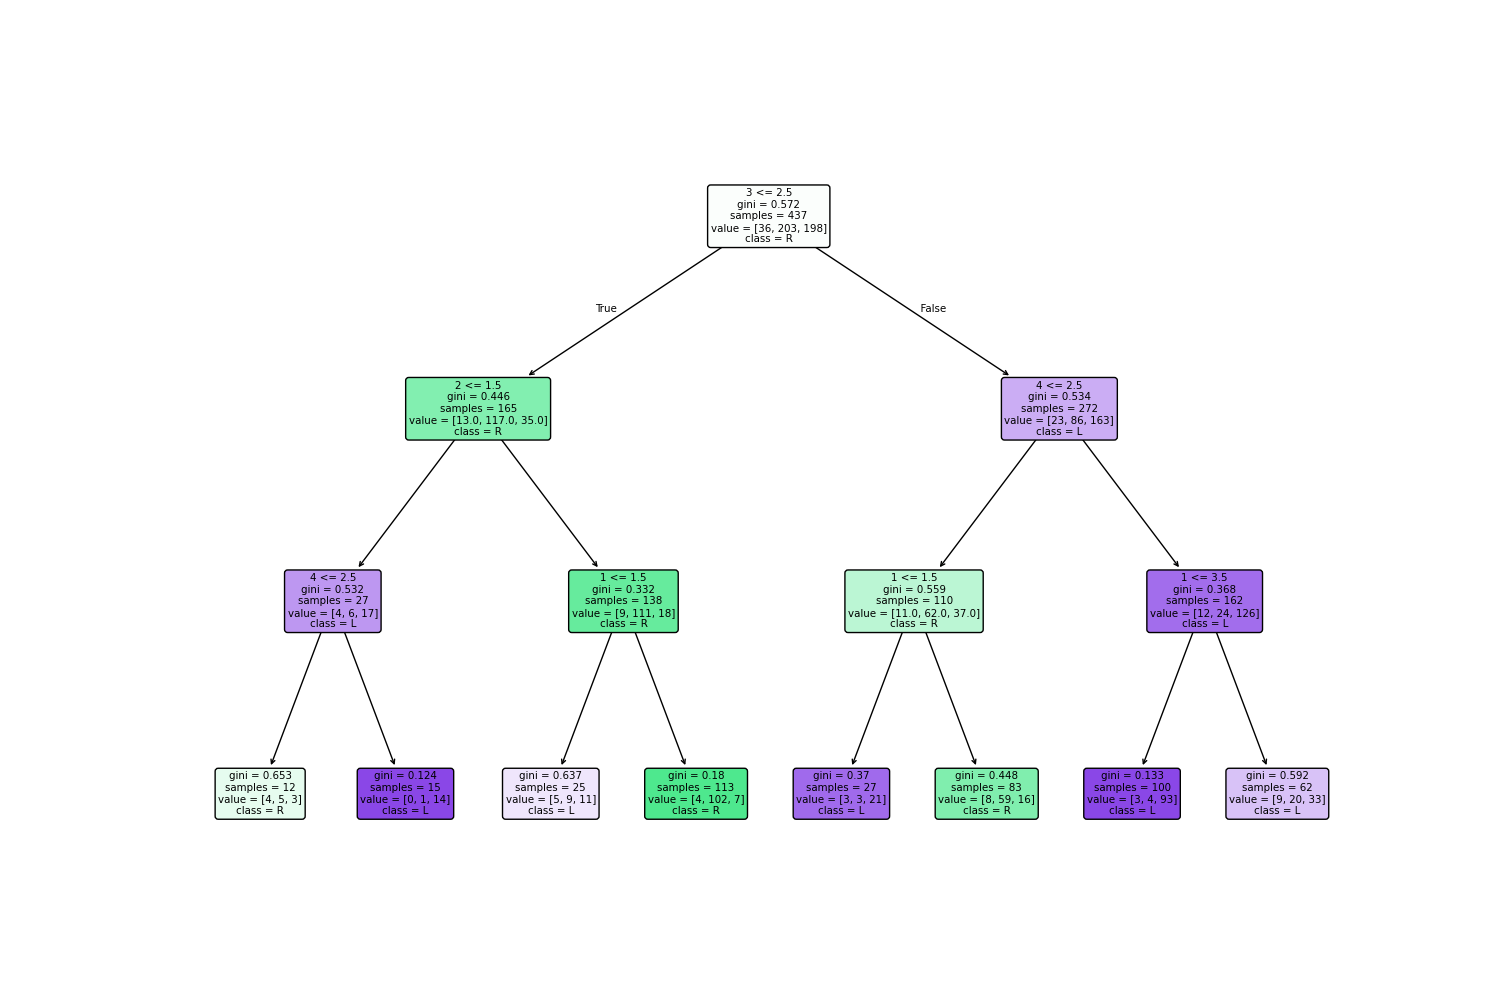 3 <= 2.5
gini = 0.572
samples = 437
value = [36, 203, 198]
class = R
True
False
2 <= 1.5
gini = 0.446
samples = 165
value = [13.0, 117.0, 35.0]
class = R
4 <= 2.5
gini = 0.534
samples = 272
value = [23, 86, 163]
class = L
4 <= 2.5
gini = 0.532
samples = 27
value = [4, 6, 17]
class = L
1 <= 1.5
gini = 0.332
samples = 138
value = [9, 111, 18]
class = R
1 <= 1.5
gini = 0.559
samples = 110
value = [11.0, 62.0, 37.0]
class = R
1 <= 3.5
gini = 0.368
samples = 162
value = [12, 24, 126]
class = L
gini = 0.653
samples = 12
value = [4, 5, 3]
class = R
gini = 0.124
samples = 15
value = [0, 1, 14]
class = L
gini = 0.637
samples = 25
value = [5, 9, 11]
class = L
gini = 0.18
samples = 113
value = [4, 102, 7]
class = R
gini = 0.37
samples = 27
value = [3, 3, 21]
class = L
gini = 0.448
samples = 83
value = [8, 59, 16]
class = R
gini = 0.133
samples = 100
value = [3, 4, 93]
class = L
gini = 0.592
samples = 62
value = [9, 20, 33]
class = L